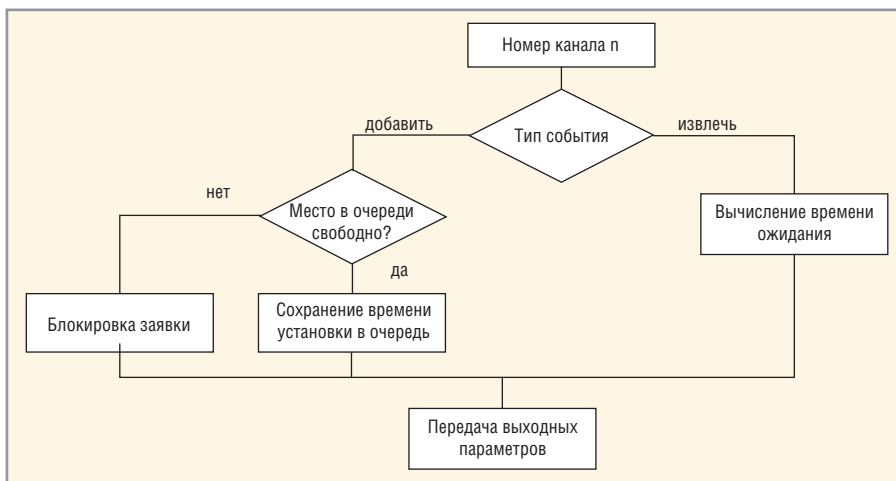 Номер канала n
Тип события
добавить
извлечь
нет
Место в очереди
свободно?
Вычисление времени
ожидания
да
Блокировка заявки
Сохранение времени
установки в очередь
Передача выходных
параметров